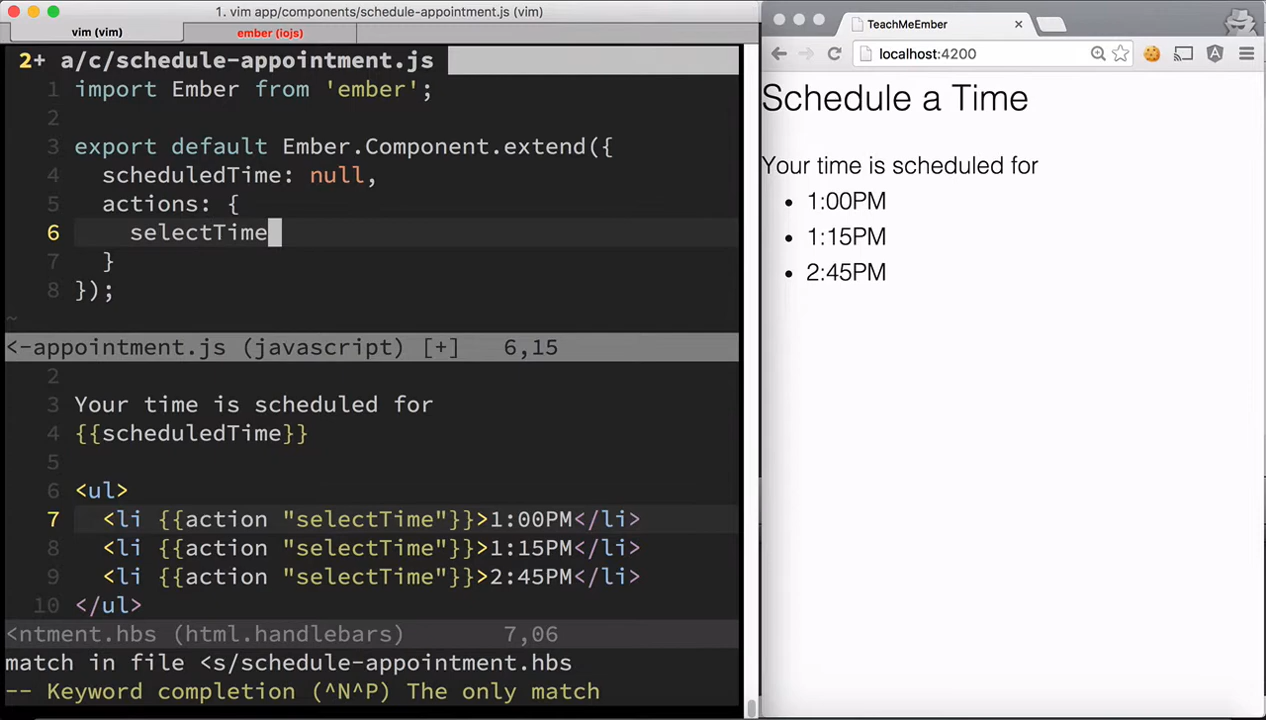 1. vim app/components/schedule-appointment.js (vim)
vim (vim)
ember (iojs)
2+ a/c/schedule-appointment.js
1 import Ember from 'ember';
2
3 export default Ember.Component.extend({
4 scheduledTime: null,
5 actions: {
6 selectTime
7 }
8 });
~
<-appointment.js (javascript) [+] 6,15
2
3 Your time is scheduled for
4 {{scheduledTime}}
5
6 <ul>
7 <li {{action "selectTime"}}>1:00PM</li>
8 <li {{action "selectTime"}}>1:15PM</li>
9 <li {{action "selectTime"}}>2:45PM</li>
10 </ul>
<ntment.hbs (html.handlebars) 7,06
match in file <s/schedule-appointment.hbs
-- Keyword completion (^N^P) The only match
TeachMeEmber
localhost:4200
Schedule a Time
Your time is scheduled for
• 1:00PM
• 1:15PM
• 2:45PM